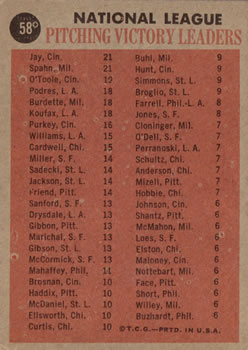 58
NATIONAL LEAGUE
PITCHING VICTORY LEADERS
Jay, Cin. 21
Spahn, Mil. 21
O'Toole, Cin. 19
Podres, L. A. 18
Burdette, Mil. 18
Koufax, L. A. 18
Purkey, Cin. 16
Williams, L. A. 15
Cardwell, Chi. 15
Miller, S. F. 14
Sadecki, St. L. 14
Jackson, St. L. 14
Friend, Pitt. 14
Sanford, S. F. 13
Drysdale, L. A. 13
Gibbon, Pitt. 13
Marichal, S. F. 13
Gibson, St. L. 13
McCormick, S. F. 13
Mahaffey, Phil. 11
Brosnan, Cin. 10
Haddix, Pitt. 10
McDaniel, St. L. 10
Ellsworth, Chi. 10
Curtis, Chi. 10
Buhl, Mil. 9
Hunt, Cin. 9
Simmons, St. L. 9
Broglio, St. L. 9
Farrell, Phil.-L. A. 8
Jones, S. F. 8
Cloninger, Mil. 7
O'Dell, S. F. 7
Perranoski, L. A. 7
Schultz, Chi. 7
Anderson, Chi. 7
Mizell, Pitt. 7
Hobbie, Chi. 7
Johnson, Cin. 6
Shantz, Pitt. 6
McMahon, Mil. 6
Loes, S. F. 6
Elston, Chi. 6
Maloney, Cin. 6
Nottebart, Mil. 6
Face, Pitt. 6
Short, Phil. 6
Willey, Mil. 6
Buzhardt, Phil. 6
© T.C.G.—PRTD. IN U.S.A.